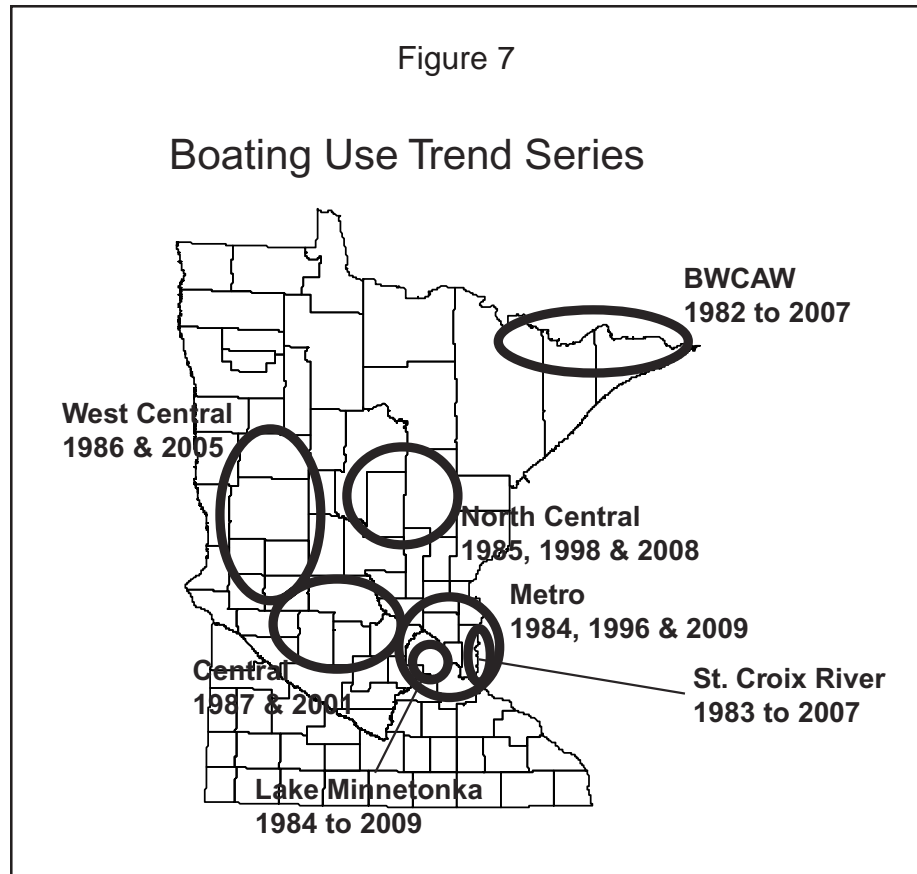 Figure 7
Boating Use Trend Series
BWCAW
1982 to 2007
West Central
1986 & 2005
North Central
1985, 1998 & 2008
Metro
1984, 1996 & 2009
Central
1987 & 2001
St. Croix River
1983 to 2007
Lake Minnetonka
1984 to 2009